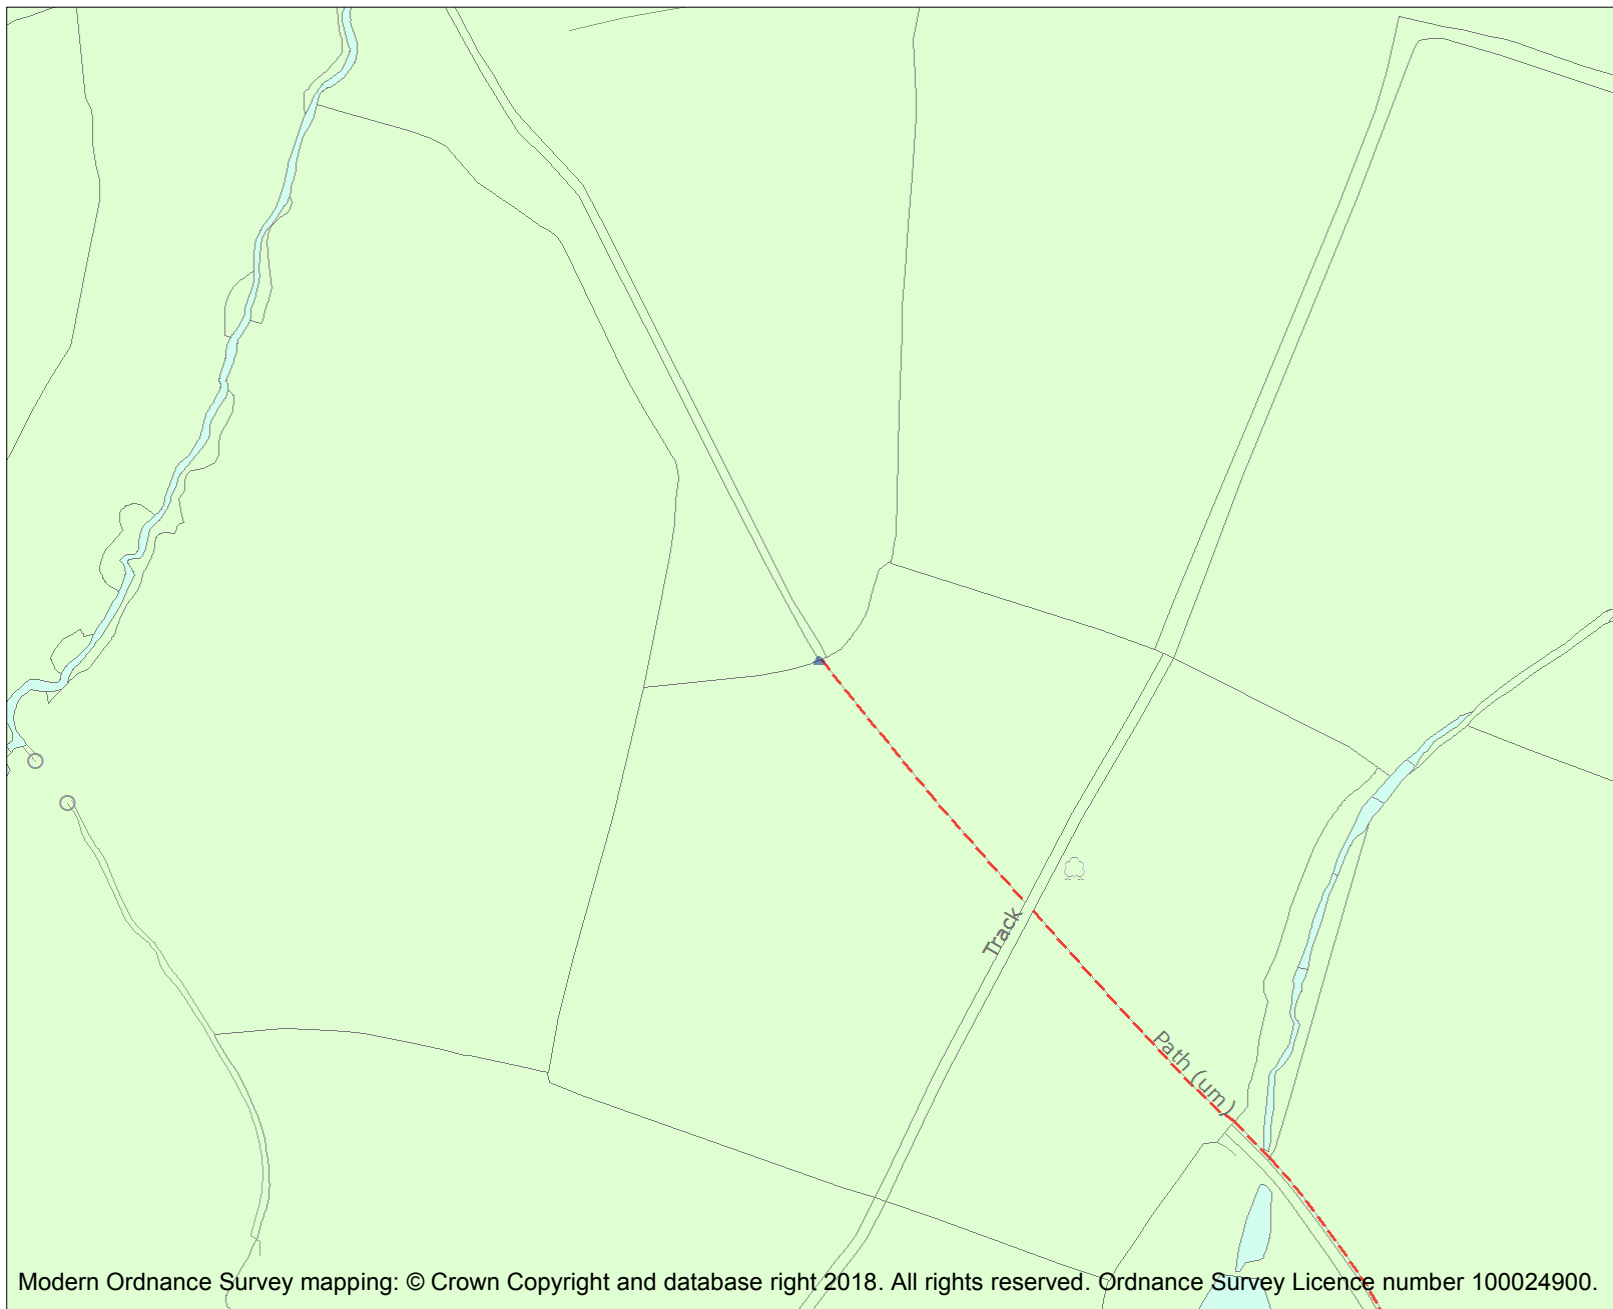 Track
Path (um)
Modern Ordnance Survey mapping: © Crown Copyright and database right 2018. All rights reserved. Ordnance Survey Licence number 100024900.